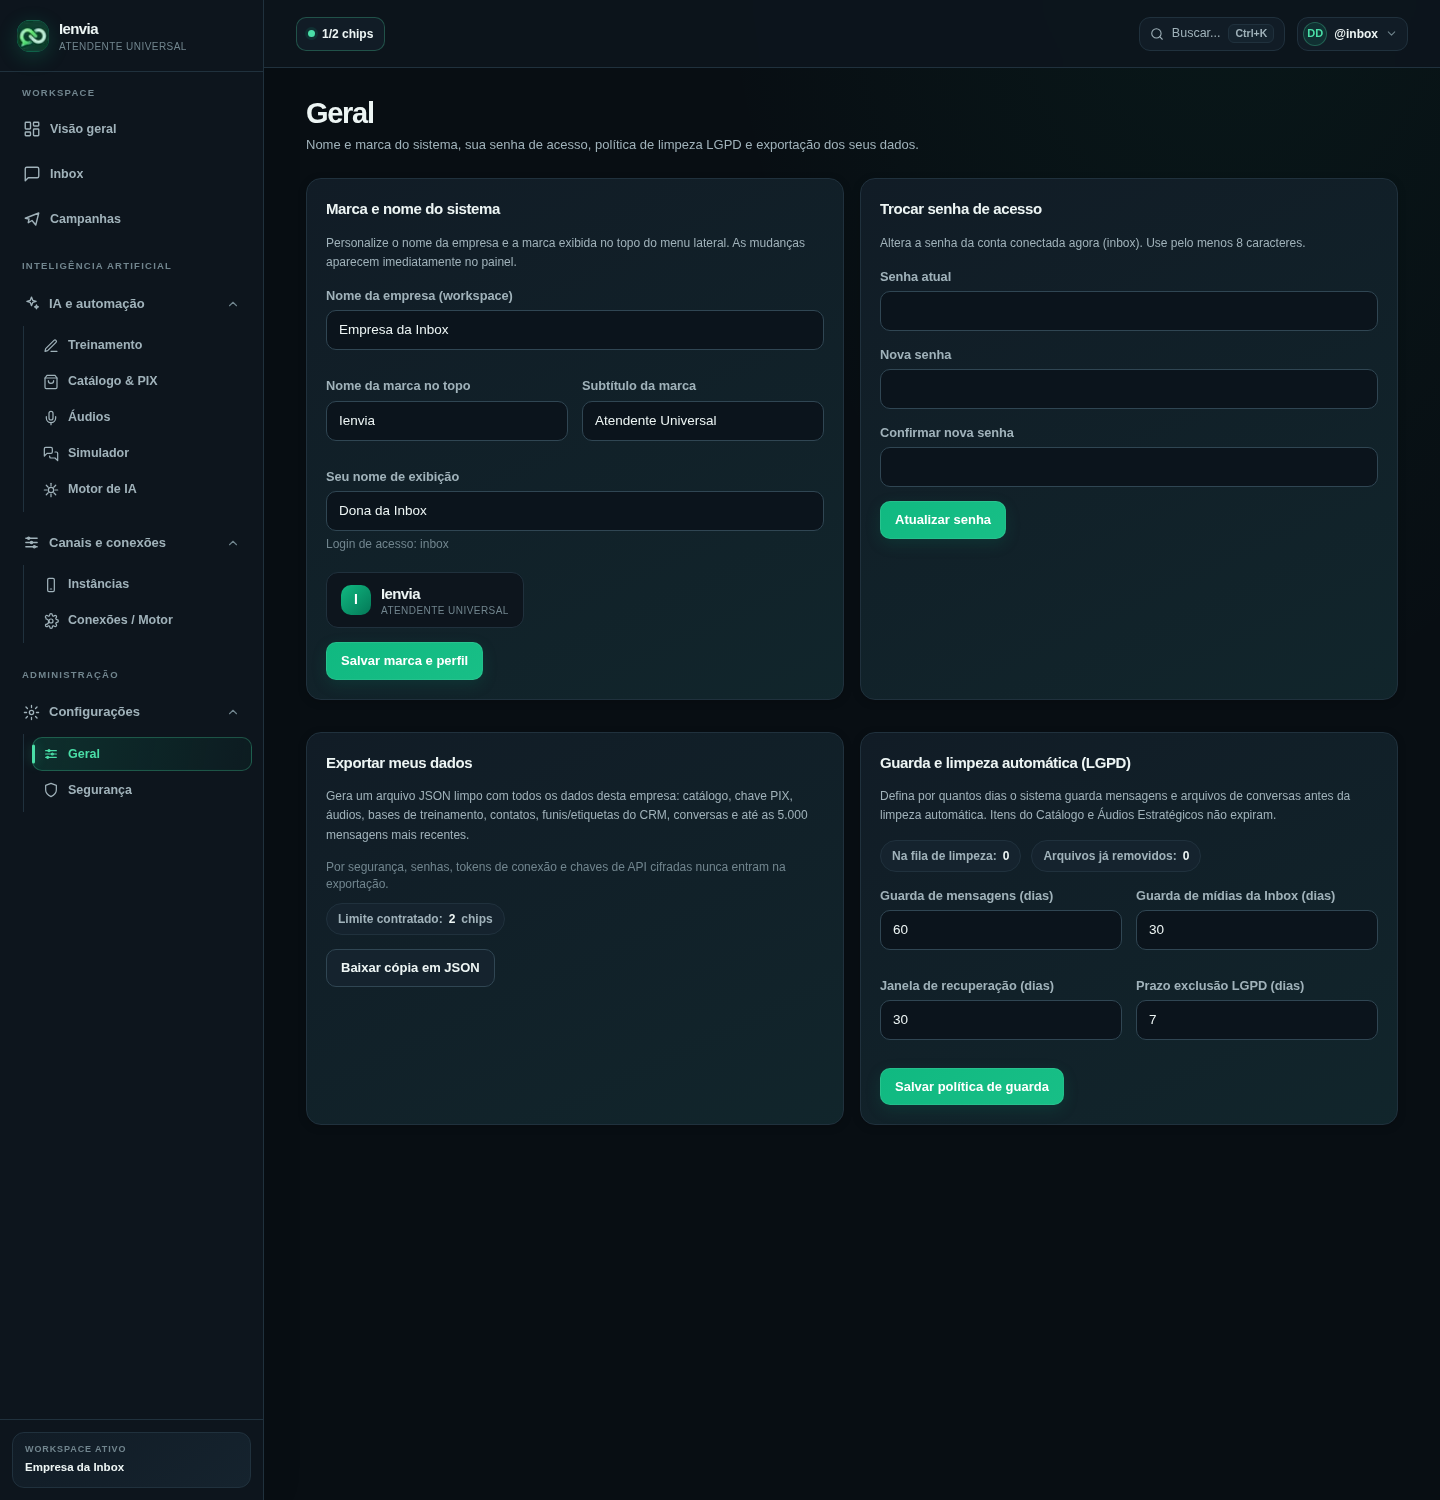 Ienvia
ATENDENTE UNIVERSAL
WORKSPACE
Visão geral
Inbox
Campanhas
INTELIGÊNCIA ARTIFICIAL
IA e automação
Treinamento
Catálogo & PIX
Áudios
Simulador
Motor de IA
Canais e conexões
Instâncias
Conexões / Motor
ADMINISTRAÇÃO
Configurações
Geral
Segurança
WORKSPACE ATIVO
Empresa da Inbox
1/2 chips
Buscar... Ctrl+K
DD @inbox
Geral
Nome e marca do sistema, sua senha de acesso, política de limpeza LGPD e exportação dos seus dados.
Marca e nome do sistema
Personalize o nome da empresa e a marca exibida no topo do menu lateral. As mudanças
aparecem imediatamente no painel.
Nome da empresa (workspace)
Empresa da Inbox
Nome da marca no topo Subtítulo da marca
Ienvia Atendente Universal
Seu nome de exibição
Dona da Inbox
Login de acesso: inbox
I
Ienvia
ATENDENTE UNIVERSAL
Salvar marca e perfil
Trocar senha de acesso
Altera a senha da conta conectada agora (inbox). Use pelo menos 8 caracteres.
Senha atual
Nova senha
Confirmar nova senha
Atualizar senha
Exportar meus dados
Gera um arquivo JSON limpo com todos os dados desta empresa: catálogo, chave PIX,
áudios, bases de treinamento, contatos, funis/etiquetas do CRM, conversas e até as 5.000
mensagens mais recentes.
Por segurança, senhas, tokens de conexão e chaves de API cifradas nunca entram na
exportação.
Limite contratado: 2 chips
Baixar cópia em JSON
Guarda e limpeza automática (LGPD)
Defina por quantos dias o sistema guarda mensagens e arquivos de conversas antes da
limpeza automática. Itens do Catálogo e Áudios Estratégicos não expiram.
Na fila de limpeza: 0 Arquivos já removidos: 0
Guarda de mensagens (dias) Guarda de mídias da Inbox (dias)
60 30
Janela de recuperação (dias) Prazo exclusão LGPD (dias)
30 7
Salvar política de guarda